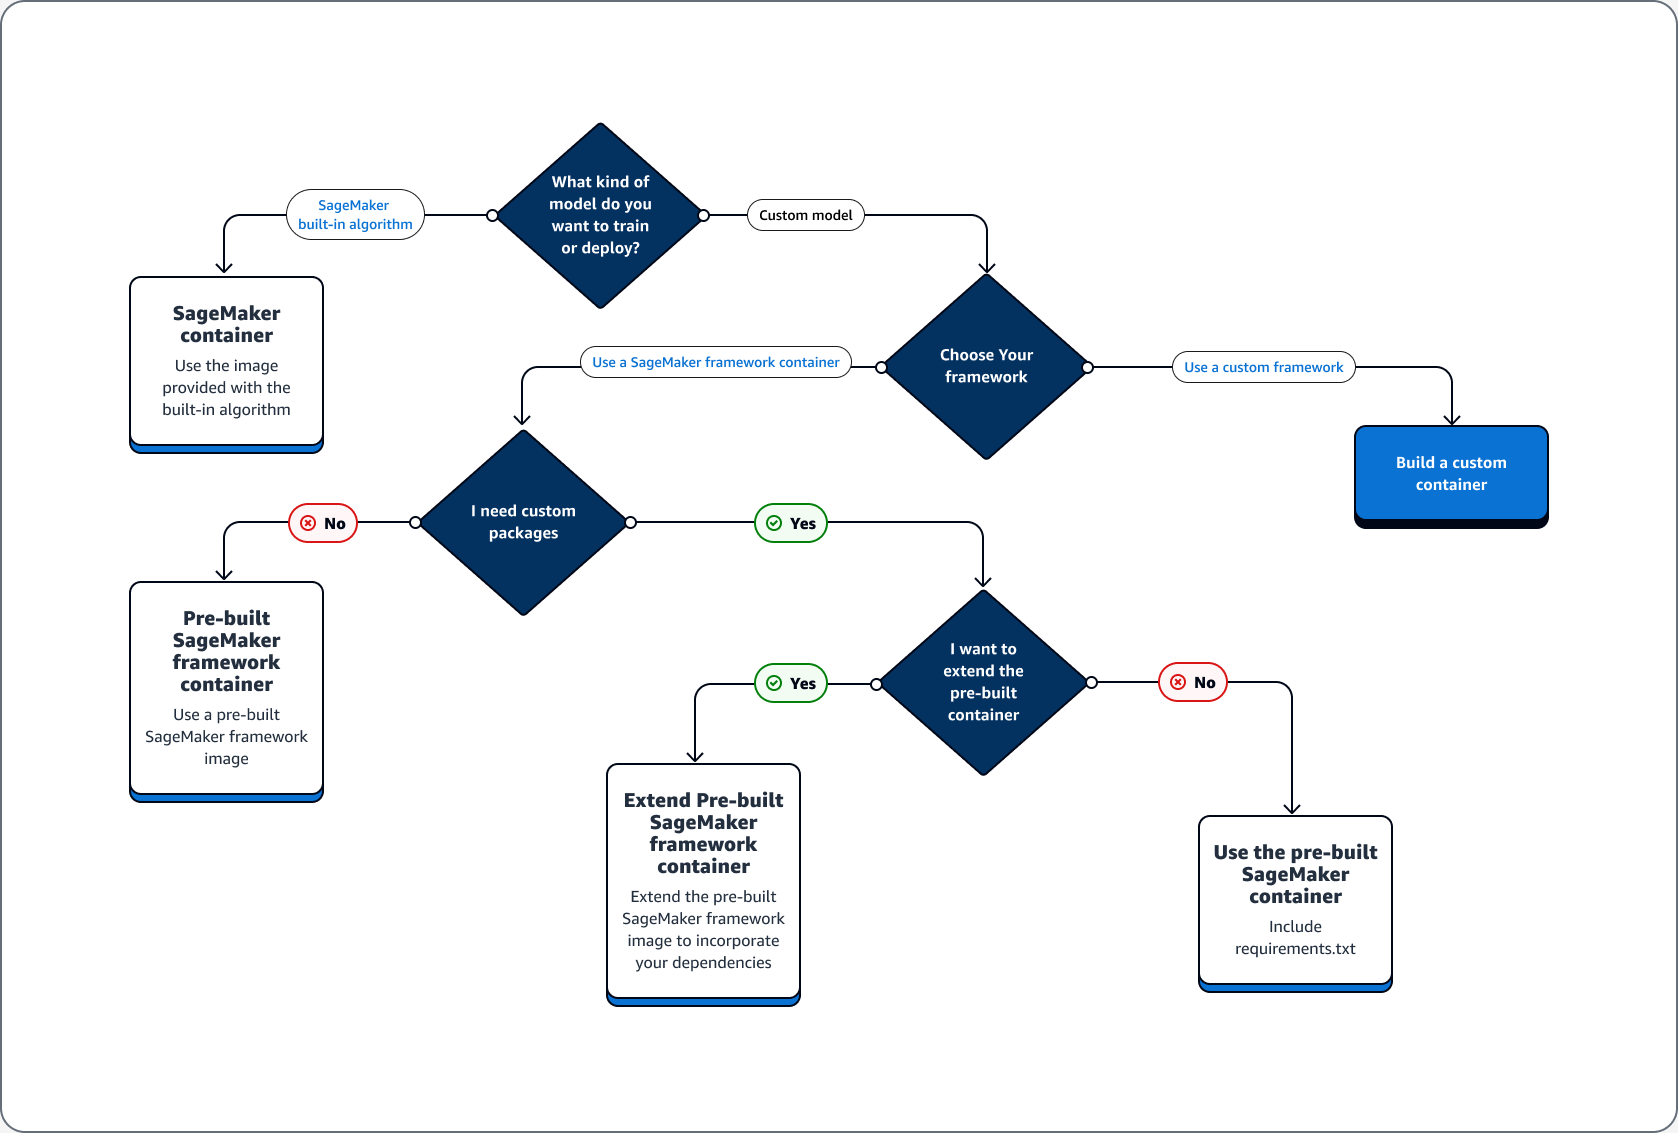 What kind of
model do you
want to train
or deploy?
SageMaker
built-in algorithm
Custom model
SageMaker
container
Use the image
provided with the
built-in algorithm
Choose Your
framework
Use a SageMaker framework container
Use a custom framework
Build a custom
container
I need custom
packages
No
Yes
Pre-built
SageMaker
framework
container
Use a pre-built
SageMaker framework
image
I want to
extend the
pre-built
container
Yes
No
Extend Pre-built
SageMaker
framework
container
Extend the pre-built
SageMaker framework
image to incorporate
your dependencies
Use the pre-built
SageMaker
container
Include
requirements.txt